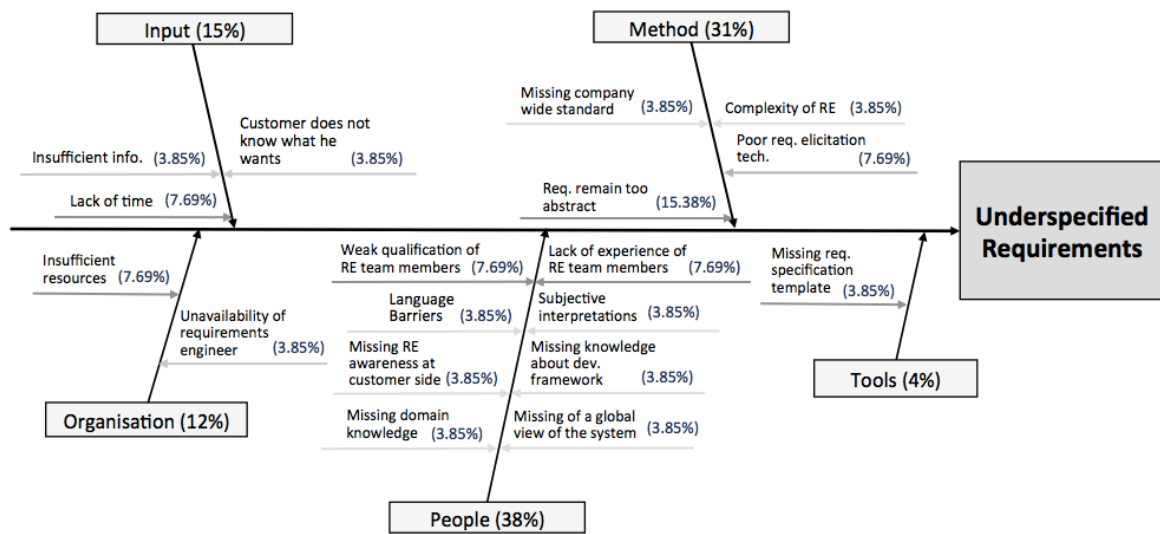 Input (15%)
Method (31%)
Missing company
wide standard (3.85%)
Complexity of RE (3.85%)
Customer does not
know what he
wants (3.85%)
Insufficient info. (3.85%)
Poor req. elicitation
tech. (7.69%)
Lack of time (7.69%)
Req. remain too
abstract (15.38%)
Underspecified
Requirements
Insufficient
resources (7.69%)
Unavailability of
requirements
engineer (3.85%)
Organisation (12%)
Weak qualification of
RE team members (7.69%)
Lack of experience of
RE team members (7.69%)
Language
Barriers (3.85%)
Subjective
interpretations (3.85%)
Missing RE
awareness at
customer side (3.85%)
Missing knowledge
about dev.
framework (3.85%)
Missing domain
knowledge (3.85%)
Missing of a global
view of the system (3.85%)
People (38%)
Missing req.
specification
template (3.85%)
Tools (4%)